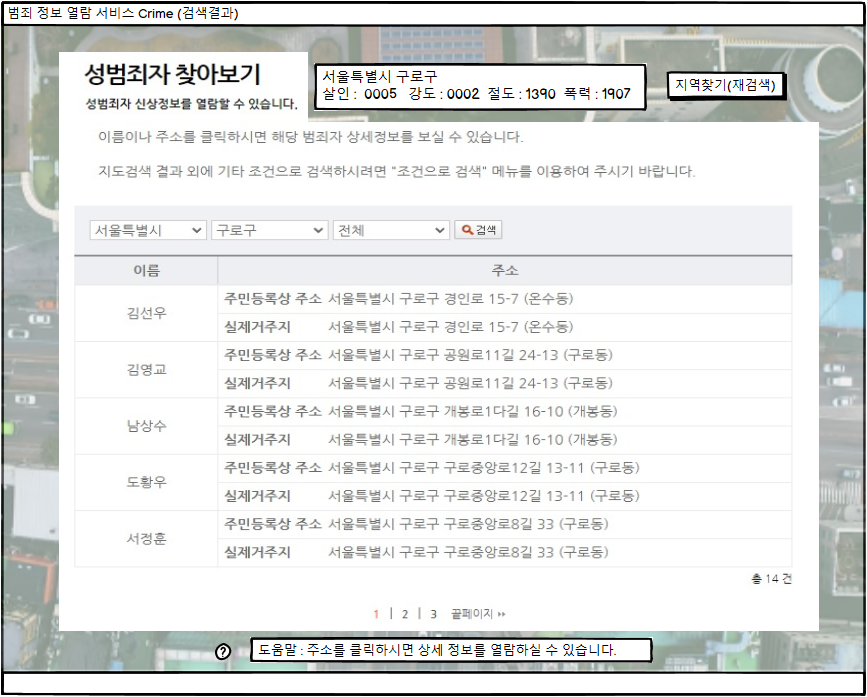 범죄 정보 열람 서비스 Crime (검색결과)
성범죄자 찾아보기
성범죄자 신상정보를 열람할 수 있습니다.
서울특별시 구로구
살인 : 0005 강도 : 0002 절도 : 1390 폭력 : 1907
지역찾기(재검색)
이름이나 주소를 클릭하시면 해당 범죄자 상세정보를 보실 수 있습니다.
지도검색 결과 외에 기타 조건으로 검색하시려면 "조건으로 검색" 메뉴를 이용하여 주시기 바랍니다.
서울특별시 구로구 전체 검색
이름 주소
김선우
주민등록상 주소 서울특별시 구로구 경인로 15-7 (온수동)
실제거주지 서울특별시 구로구 경인로 15-7 (온수동)
김영교
주민등록상 주소 서울특별시 구로구 공원로11길 24-13 (구로동)
실제거주지 서울특별시 구로구 공원로11길 24-13 (구로동)
남상수
주민등록상 주소 서울특별시 구로구 개봉로1다길 16-10 (개봉동)
실제거주지 서울특별시 구로구 개봉로1다길 16-10 (개봉동)
도황우
주민등록상 주소 서울특별시 구로구 구로중앙로12길 13-11 (구로동)
실제거주지 서울특별시 구로구 구로중앙로12길 13-11 (구로동)
서정훈
주민등록상 주소 서울특별시 구로구 구로중앙로8길 33 (구로동)
실제거주지 서울특별시 구로구 구로중앙로8길 33 (구로동)
총 14 건
1 | 2 | 3 끝페이지
? 도움말 : 주소를 클릭하시면 상세 정보를 열람하실 수 있습니다.